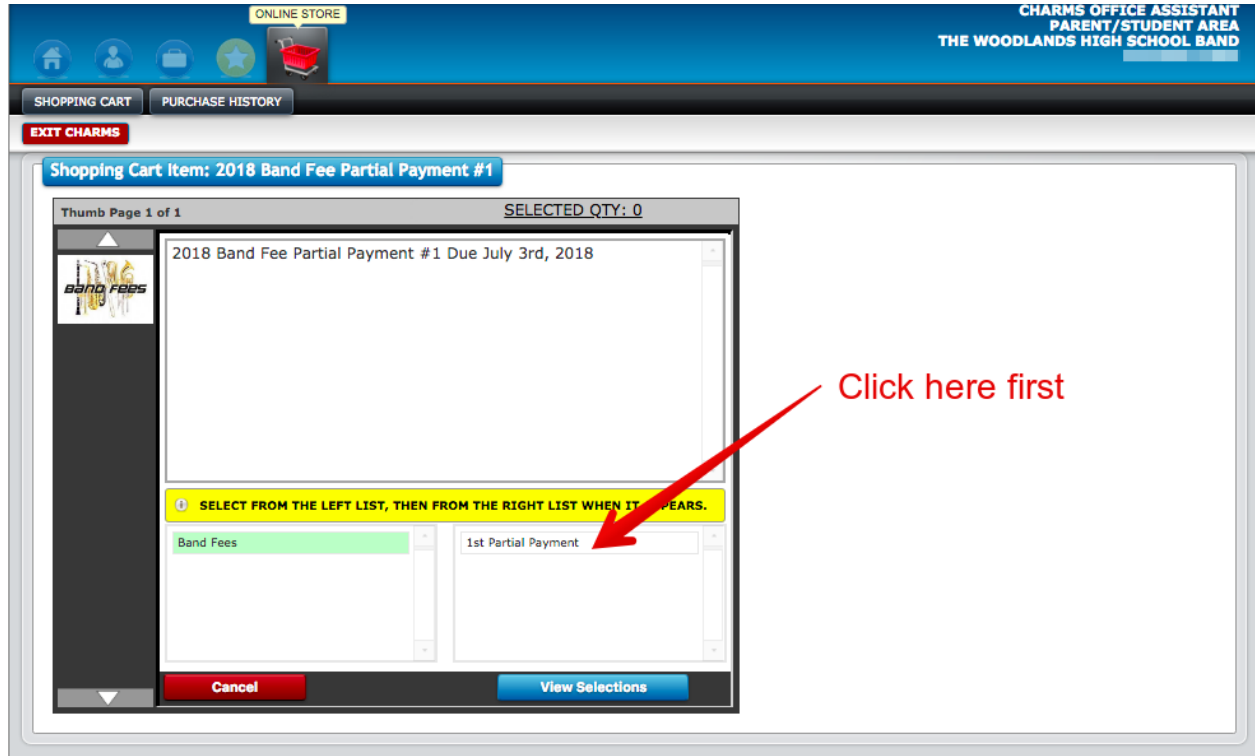 ONLINE STORE
CHARMS OFFICE ASSISTANT
PARENT/STUDENT AREA
THE WOODLANDS HIGH SCHOOL BAND
SHOPPING CART
PURCHASE HISTORY
EXIT CHARMS
Shopping Cart Item: 2018 Band Fee Partial Payment #1
Thumb Page 1 of 1
SELECTED QTY: 0
2018 Band Fee Partial Payment #1 Due July 3rd, 2018
BAND FEES
Click here first
SELECT FROM THE LEFT LIST, THEN FROM THE RIGHT LIST WHEN IT
Band Fees
1st Partial Payment
Cancel
View Selections